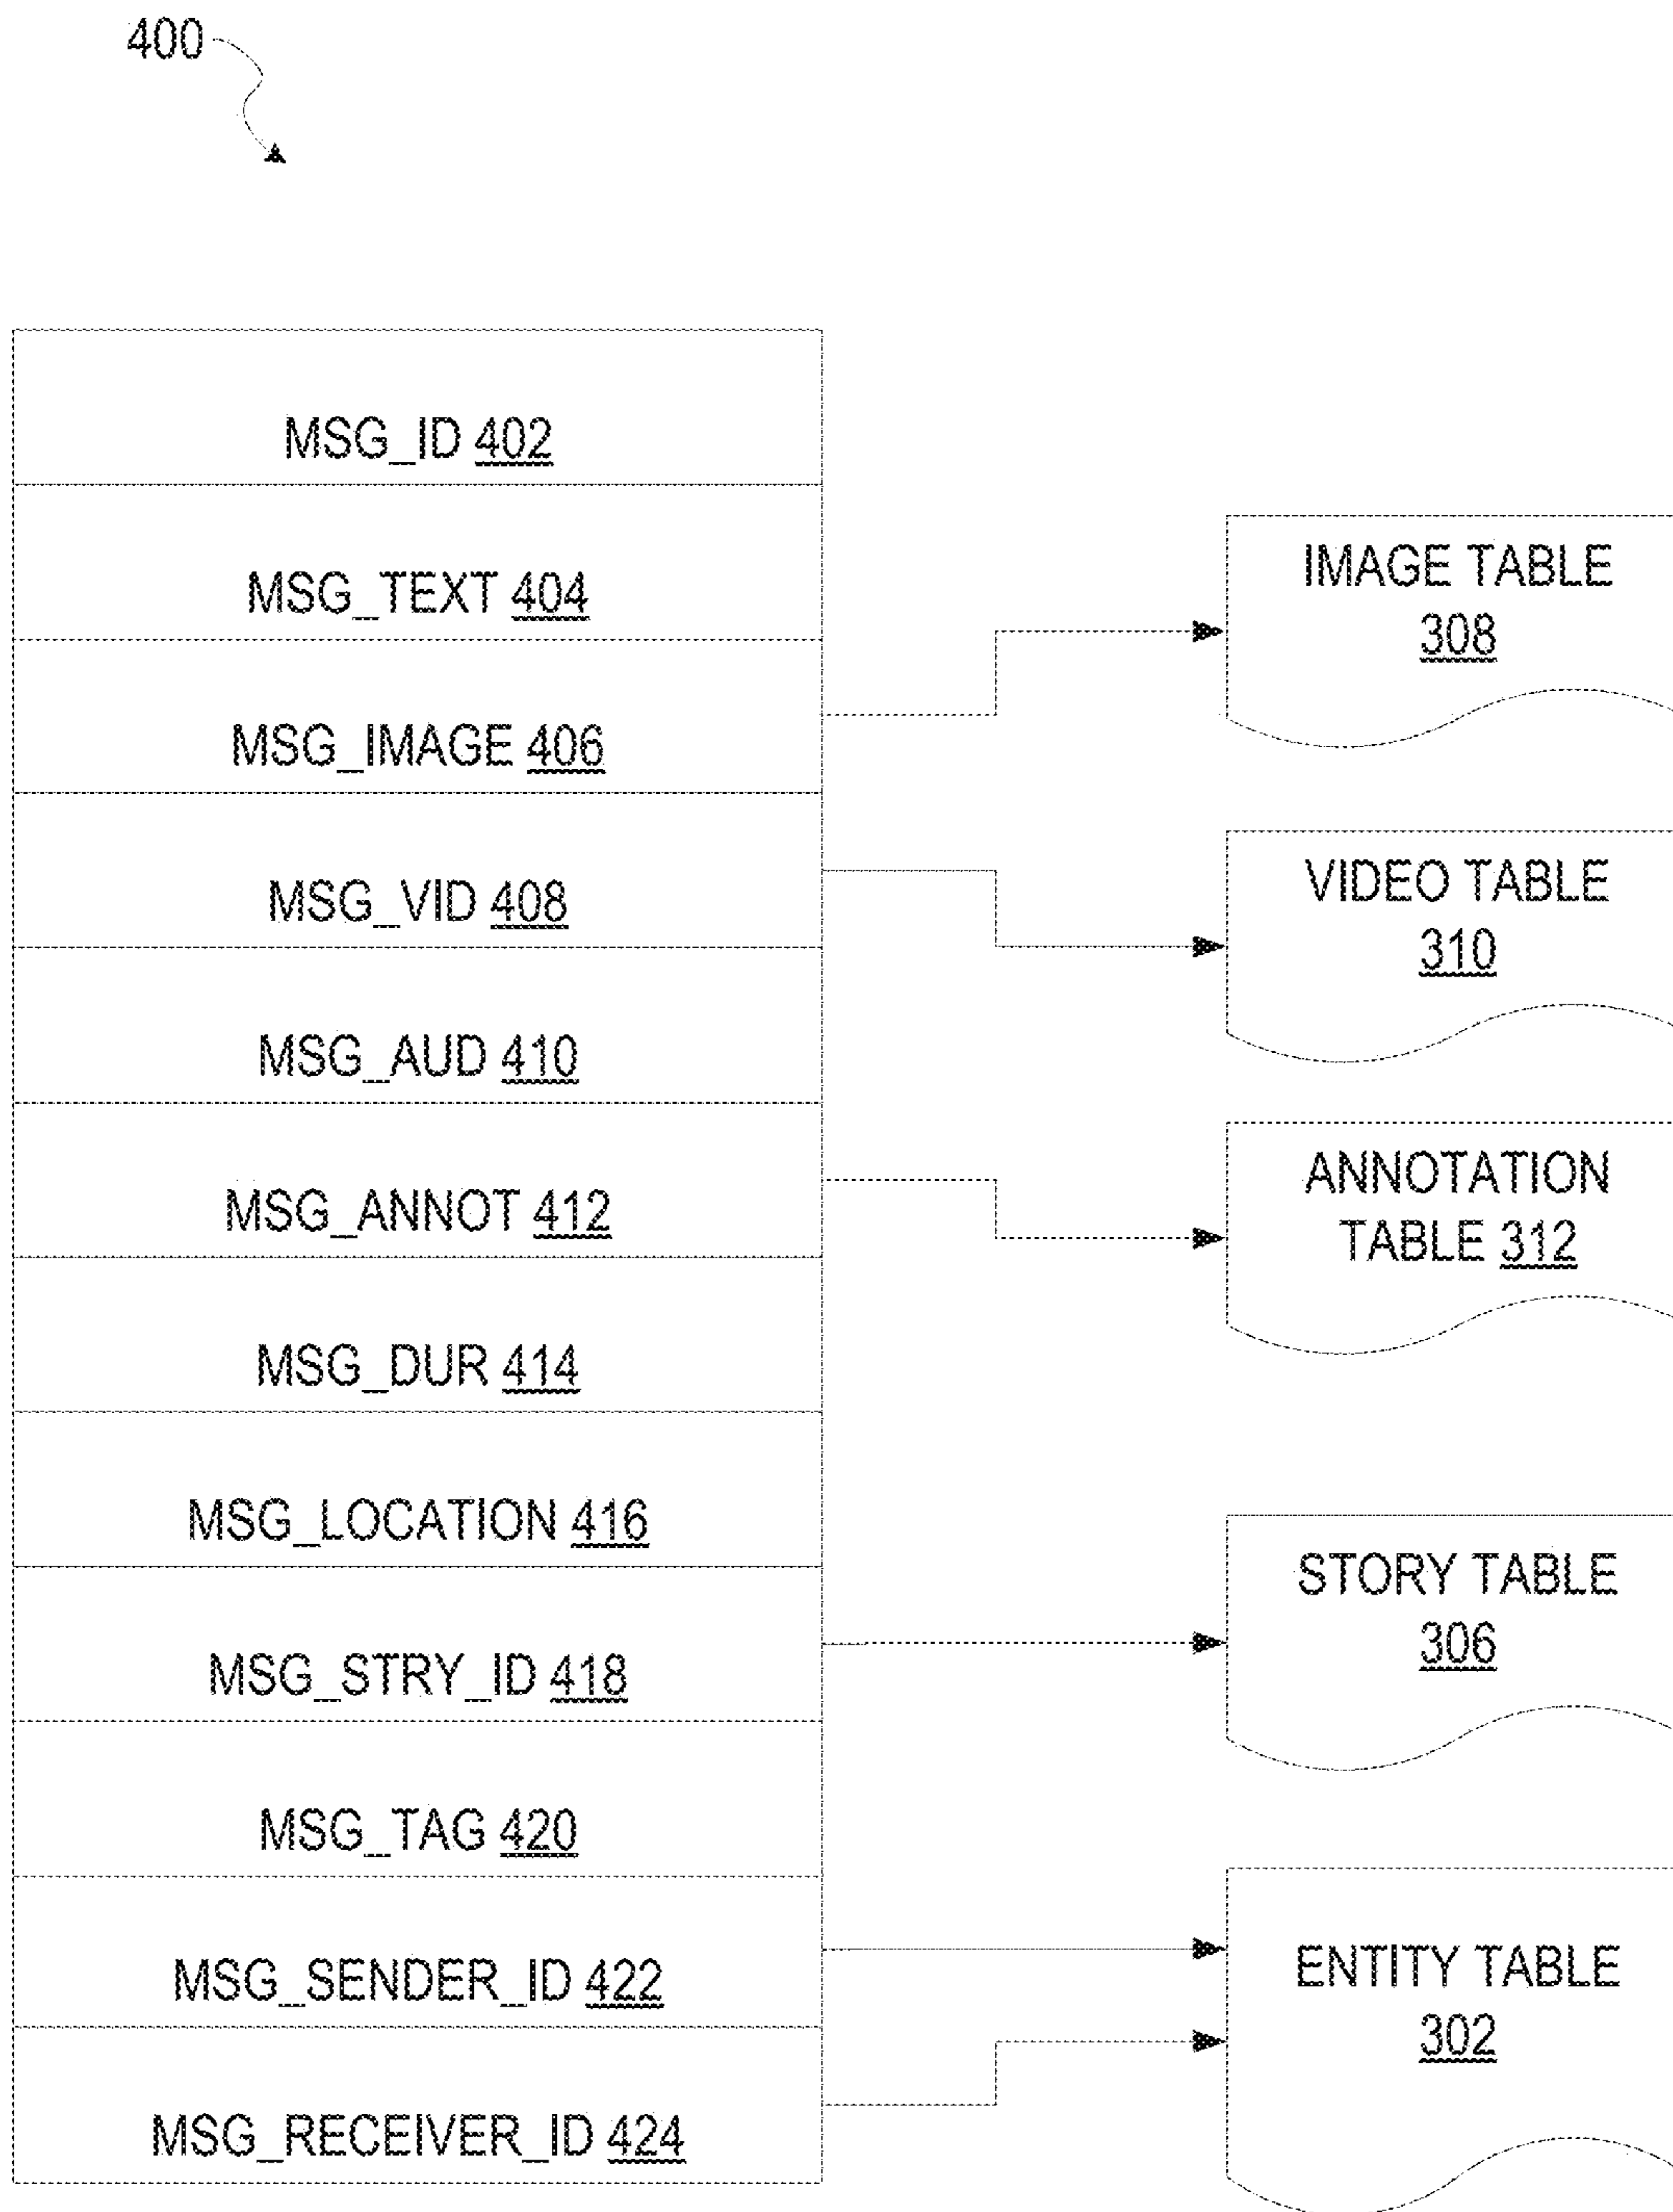 400
MSG_ID 402
MSG_TEXT 404
MSG_IMAGE 406
MSG_VID 408
MSG_AUD 410
MSG_ANNOT 412
MSG_DUR 414
MSG_LOCATION 416
MSG_STRY_ID 418
MSG_TAG 420
MSG_SENDER_ID 422
MSG_RECEIVER_ID 424
IMAGE TABLE
308
VIDEO TABLE
310
ANNOTATION
TABLE 312
STORY TABLE
306
ENTITY TABLE
302